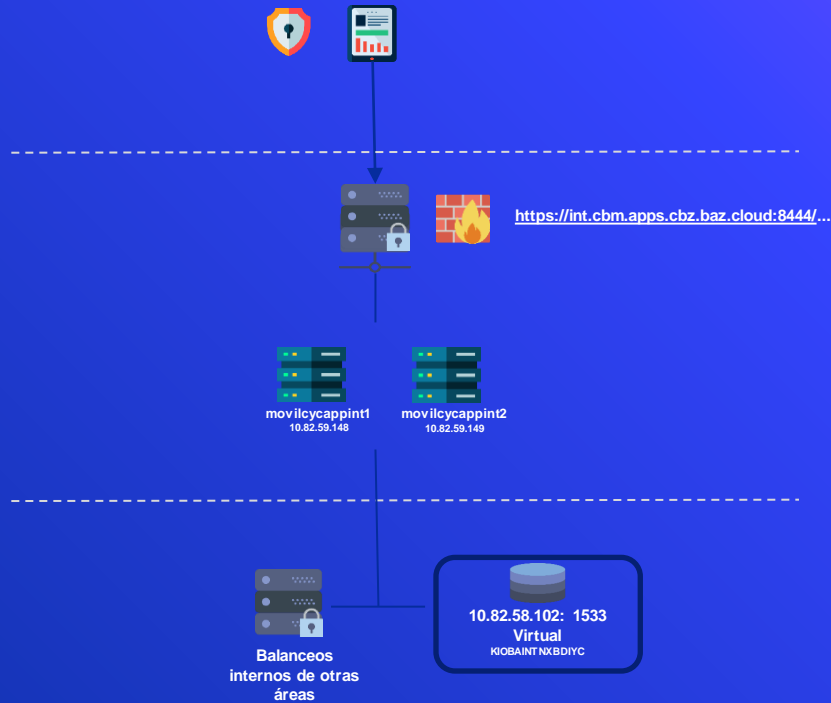 https://int.cbm.apps.cbz.baz.cloud:8444/...
movilcycappint1
10.82.59.148
movilcycappint2
10.82.59.149
10.82.58.102: 1533
Virtual
KIOBAINTNXBDIYC
Balanceos
internos de otras
áreas